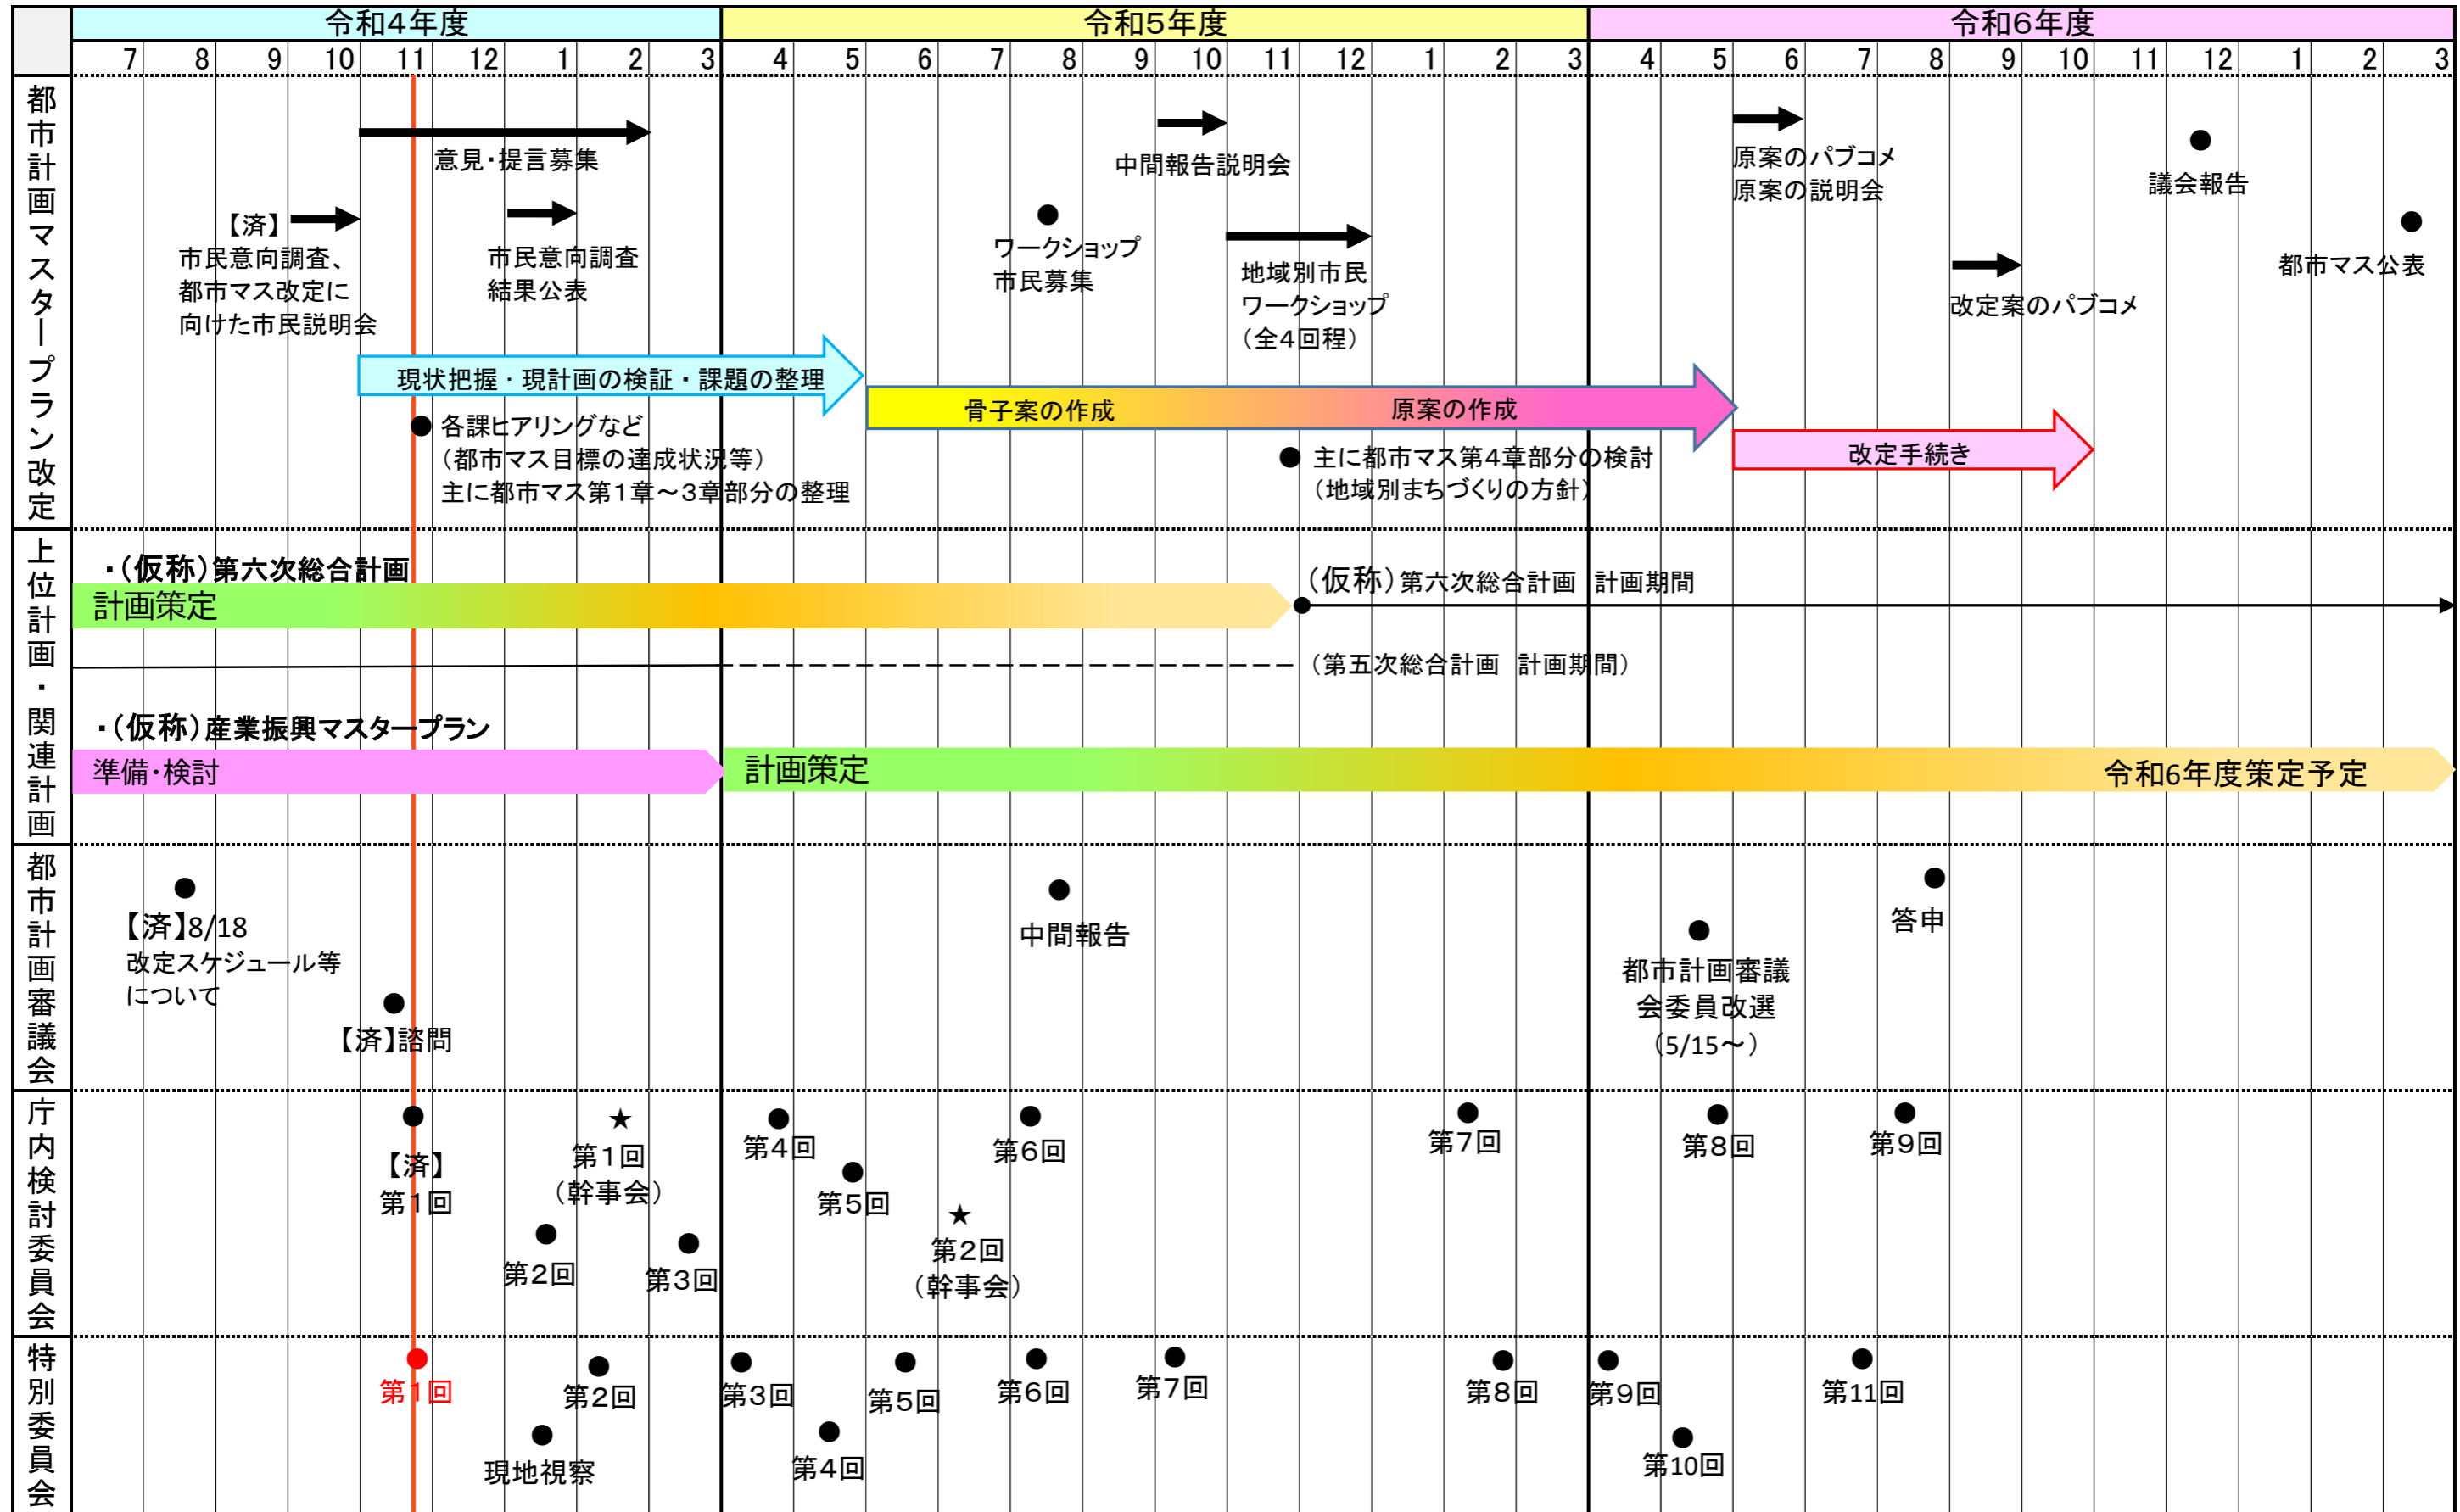 令和4年度
令和5年度
令和6年度
7 8 9 10 11 12 1 2 3 4 5 6 7 8 9 10 11 12 1 2 3 4 5 6 7 8 9 10 11 12 1 2 3
都市計画マスタープラン改定
意見・提言募集
【済】
市民意向調査、
都市マス改定に
向けた市民説明会
市民意向調査
結果公表
中間報告説明会
ワークショップ
市民募集
地域別市民
ワークショップ
（全4回程）
原案のパブコメ
原案の説明会
改定案のパブコメ
議会報告
都市マス公表
現状把握・現計画の検証・課題の整理
骨子案の作成
原案の作成
改定手続き
各課ヒアリングなど
（都市マス目標の達成状況等）
主に都市マス第1章～3章部分の整理
主に都市マス第4章部分の検討
（地域別まちづくりの方針）
上位計画・関連計画
・（仮称）第六次総合計画
計画策定
（仮称）第六次総合計画 計画期間
（第五次総合計画 計画期間）
・（仮称）産業振興マスタープラン
準備・検討
計画策定
令和6年度策定予定
都市計画審議会
【済】8/18
改定スケジュール等
について
【済】諮問
中間報告
都市計画審議
会委員改選
（5/15～）
答申
庁内検討委員会
【済】
第1回
第2回
第1回
（幹事会）
第3回
第4回
第5回
第2回
（幹事会）
第6回
第7回
第8回
第9回
特別委員会
第1回
現地視察
第2回
第3回
第4回
第5回
第6回
第7回
第8回
第9回
第10回
第11回